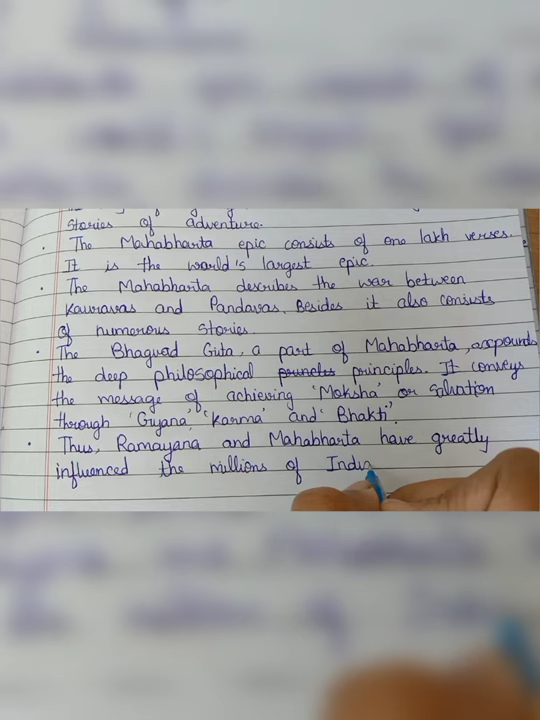 Stories of adventure.
The Mahabharta epic consists of one lakh verses.
It is the world's largest epic.
The Mahabharta describes the war between
Kauravas and Pandavas. Besides it also consists
of numerous stories.
The Bhagvad Gita, a part of Mahabharta, expounds
the deep philosophical principles. It conveys
the message of achieving 'Moksha' or Salvation
through 'Gyana', 'Karma' and 'Bhakti'.
Thus, Ramayana and Mahabharta have greatly
influenced the millions of India